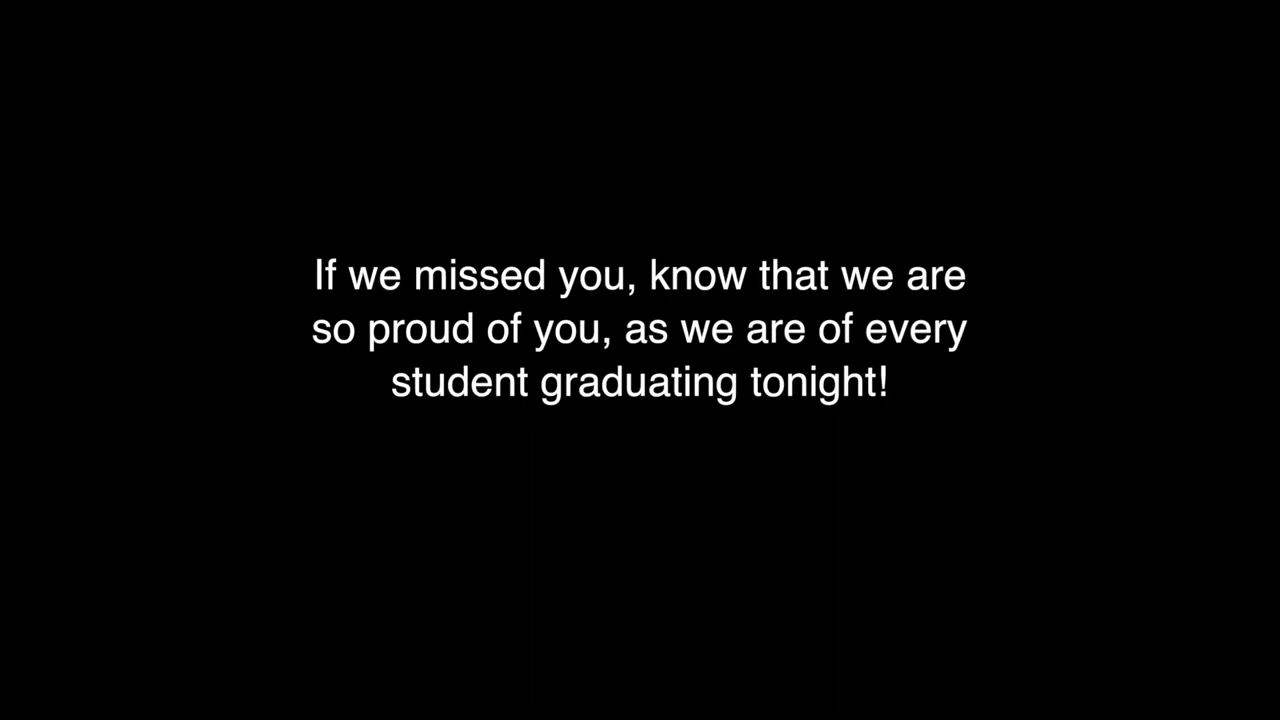 If we missed you, know that we are
so proud of you, as we are of every
student graduating tonight!